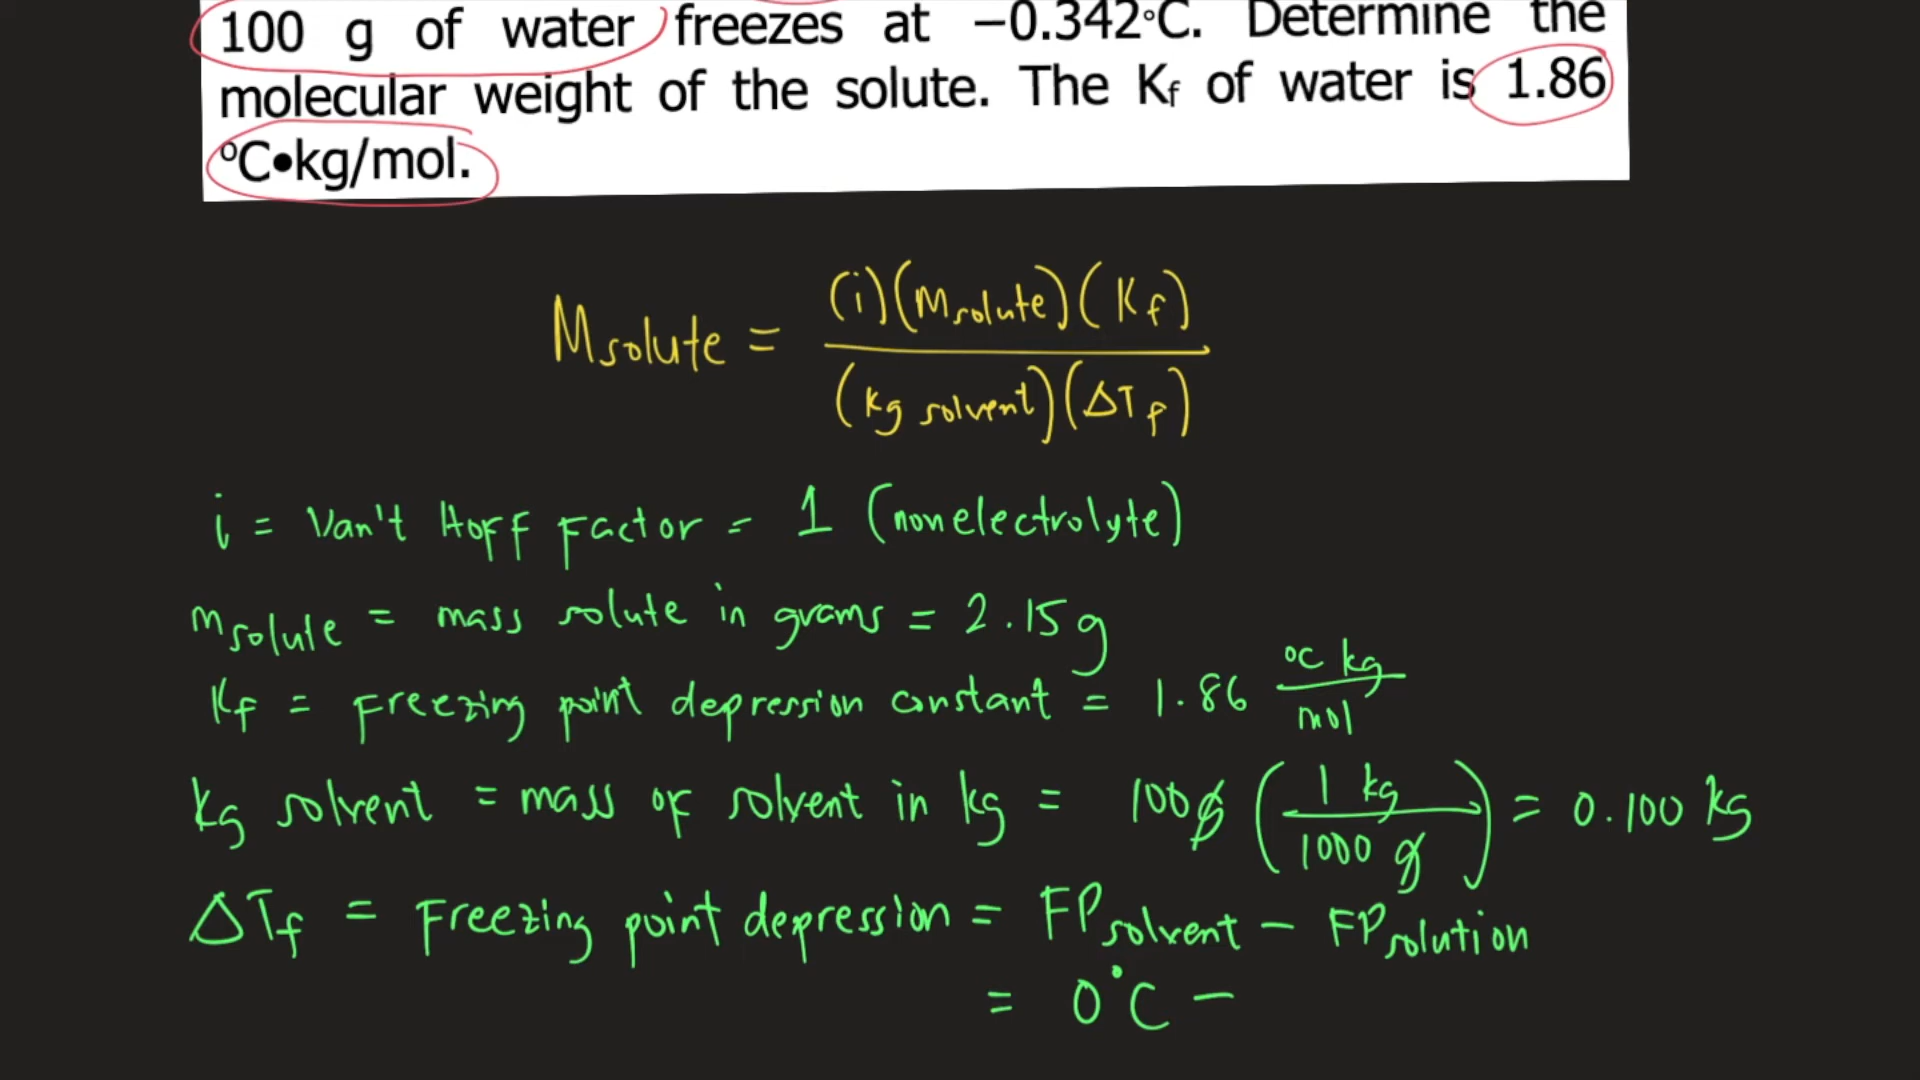 100 g of water freezes at −0.342°C. Determine the
molecular weight of the solute. The Kf of water is 1.86
°C•kg/mol.
Msolute = (i)(msolute)(Kf)
(kg solvent)(ΔTf)
i = Van't Hoff Factor = 1 (nonelectrolyte)
msolute = mass solute in grams = 2.15 g
Kf = Freezing point depression constant = 1.86 °C kg
mol
kg solvent = mass of solvent in kg = 100g (1 kg
1000 g) = 0.100 kg
ΔTf = Freezing point depression = FPsolvent − FPsolution
= 0°C −